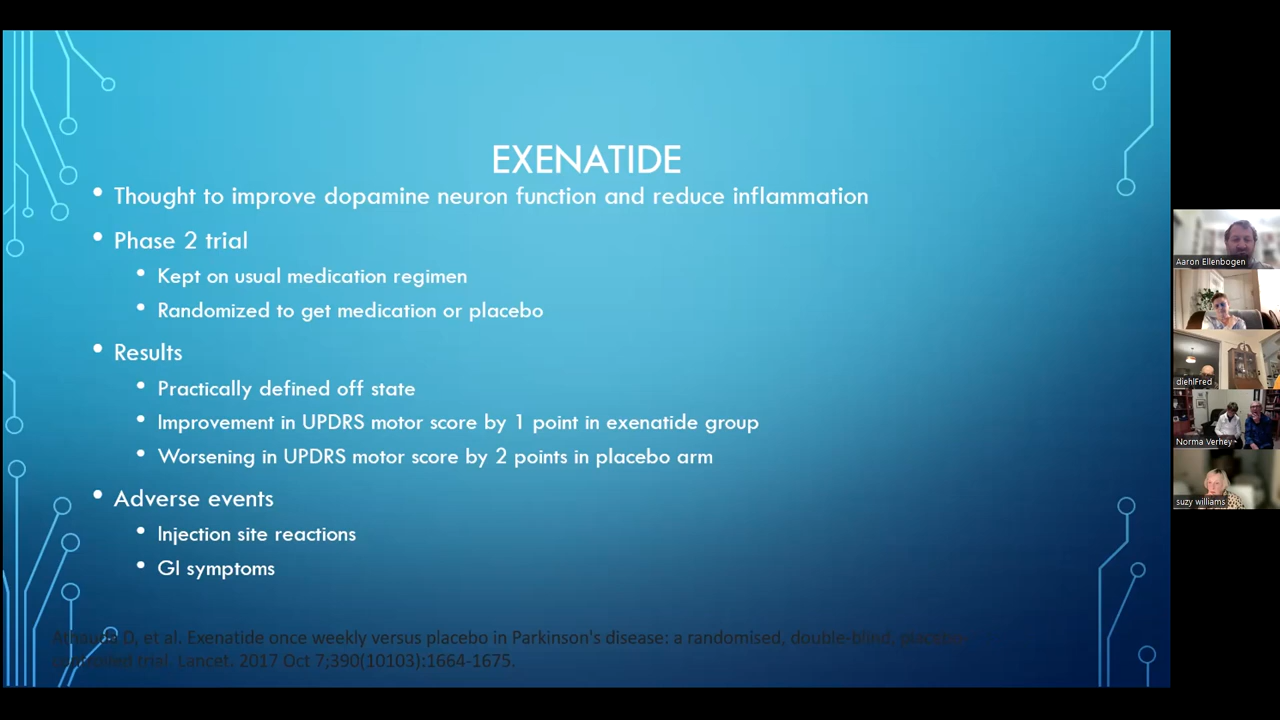 EXENATIDE
• Thought to improve dopamine neuron function and reduce inflammation
• Phase 2 trial
• Kept on usual medication regimen
• Randomized to get medication or placebo
• Results
• Practically defined off state
• Improvement in UPDRS motor score by 1 point in exenatide group
• Worsening in UPDRS motor score by 2 points in placebo arm
• Adverse events
• Injection site reactions
• GI symptoms
Athauda D, et al. Exenatide once weekly versus placebo in Parkinson's disease: a randomised, double-blind, placebo-
controlled trial. Lancet. 2017 Oct 7;390(10103):1664-1675.
Aaron Ellenbogen
diehlFred
Norma Verhey
suzy williams